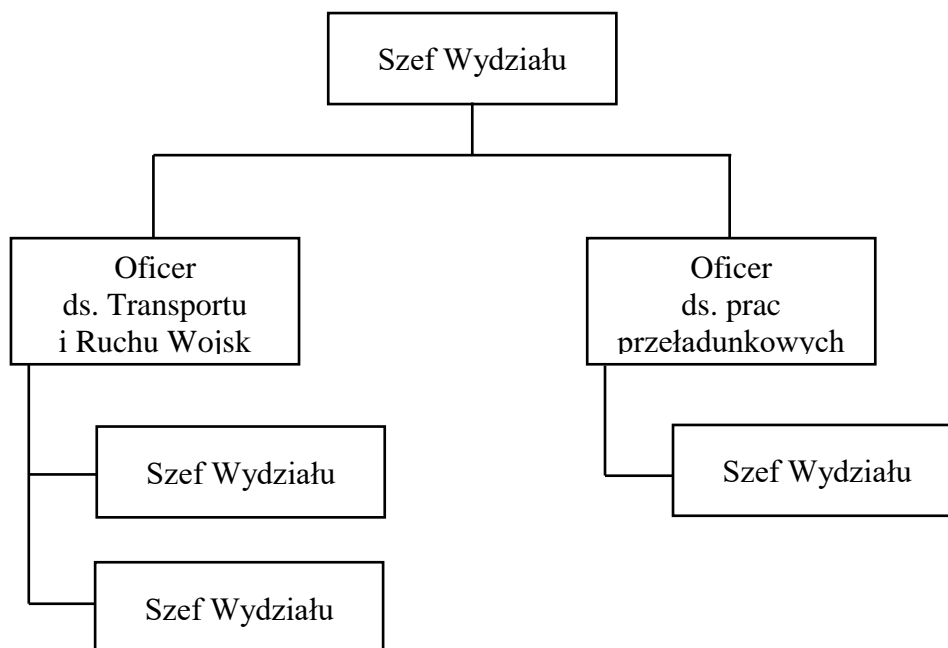 Szef Wydziału
Oficer
ds. Transportu
i Ruchu Wojsk
Oficer
ds. prac
przeładunkowych
Szef Wydziału
Szef Wydziału
Szef Wydziału